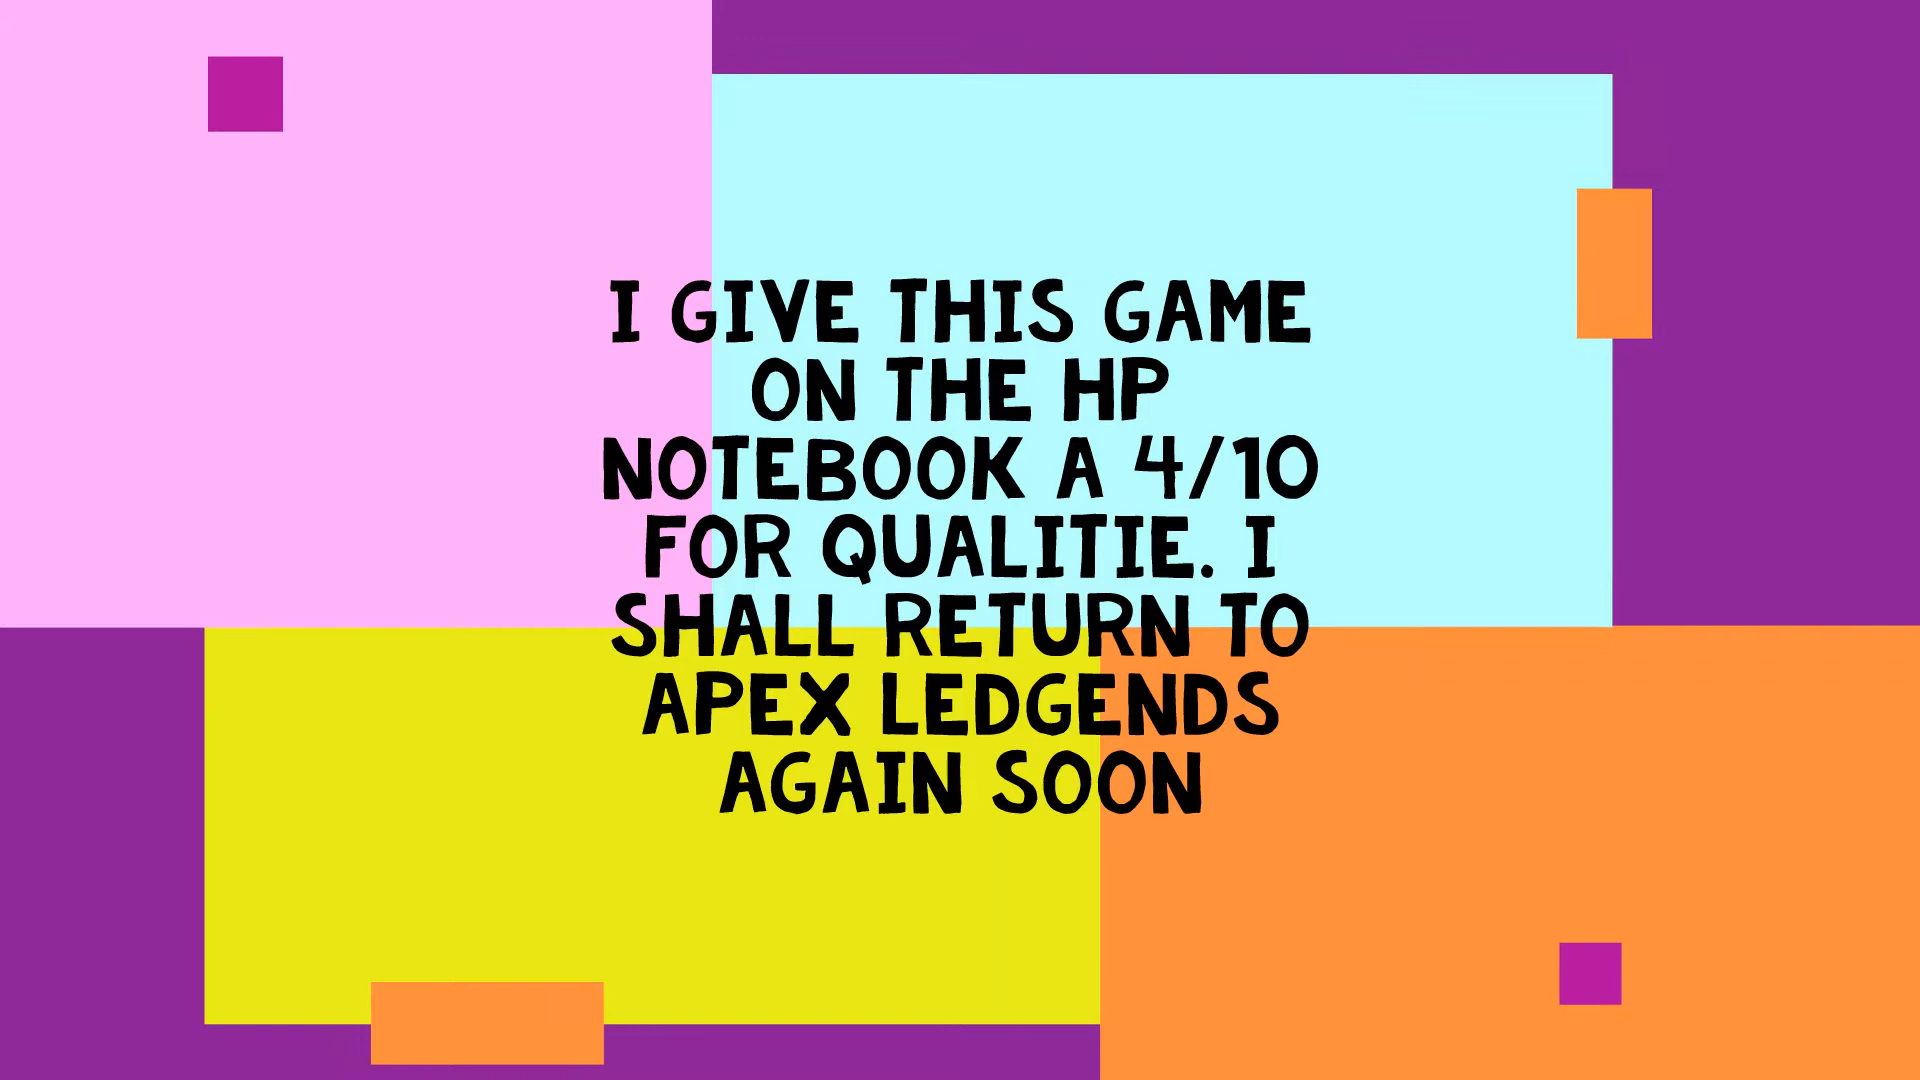 I GIVE THIS GAME
ON THE HP
NOTEBOOK A 4/10
FOR QUALITIE. I
SHALL RETURN TO
APEX LEDGENDS
AGAIN SOON